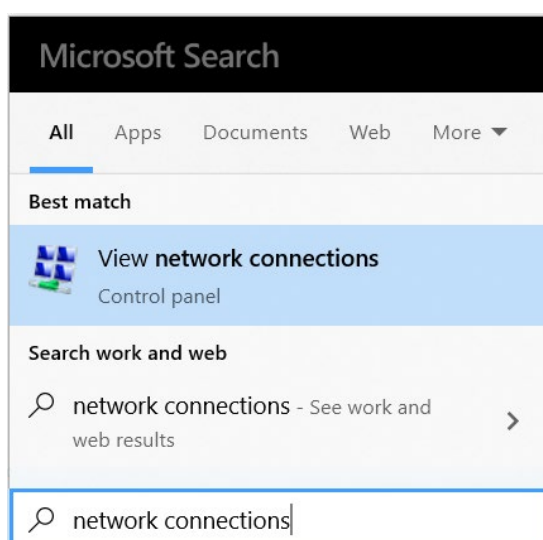 Microsoft Search
All Apps Documents Web More
Best match
View network connections
Control panel
Search work and web
network connections - See work and
web results
network connections